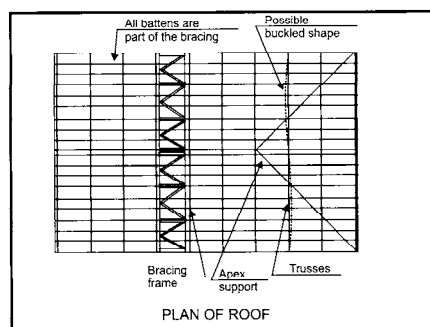 All battens are
part of the bracing
Possible
buckled shape
Bracing
frame
Apex
support
Trusses
PLAN OF ROOF